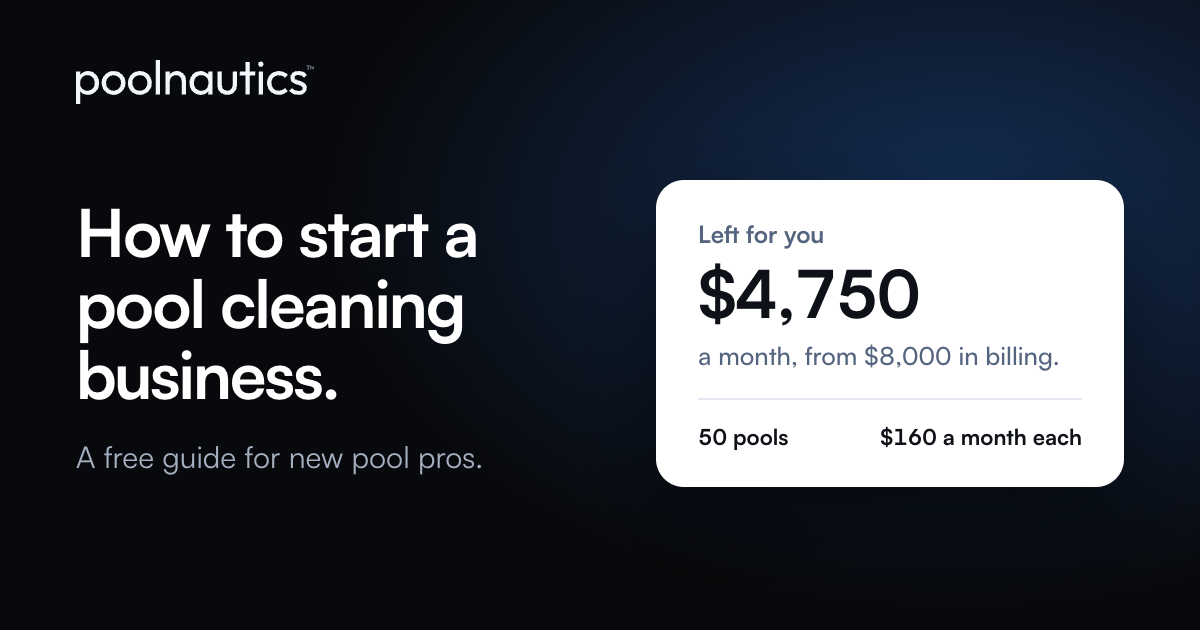 poolnautics™
How to start a
pool cleaning
business.
A free guide for new pool pros.
Left for you
$4,750
a month, from $8,000 in billing.
50 pools
$160 a month each